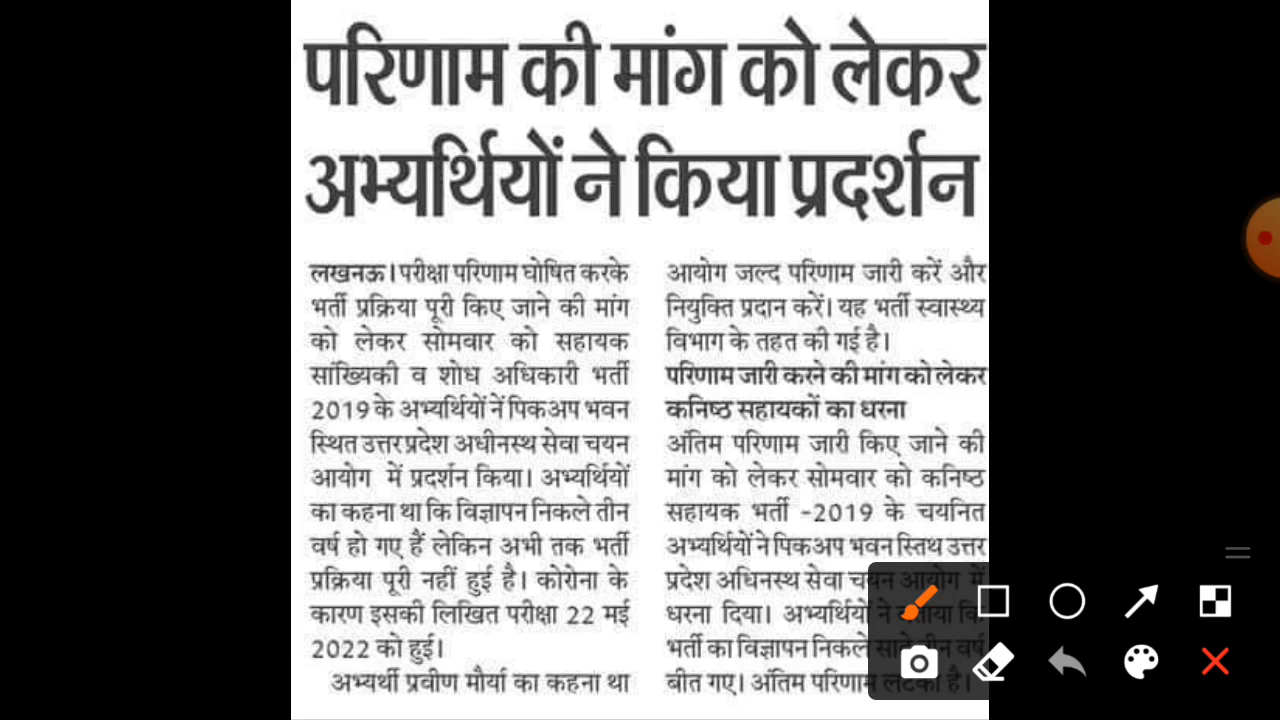 परिणाम की मांग को लेकर
अभ्यर्थियों ने किया प्रदर्शन
लखनऊ। परीक्षा परिणाम घोषित करके
भर्ती प्रक्रिया पूरी किए जाने की मांग
को लेकर सोमवार को सहायक
सांख्यिकी व शोध अधिकारी भर्ती
2019 के अभ्यर्थियों नें पिकअप भवन
स्थित उत्तर प्रदेश अधीनस्थ सेवा चयन
आयोग में प्रदर्शन किया। अभ्यर्थियों
का कहना था कि विज्ञापन निकले तीन
वर्ष हो गए हैं लेकिन अभी तक भर्ती
प्रक्रिया पूरी नहीं हुई है। कोरोना के
कारण इसकी लिखित परीक्षा 22 मई
2022 को हुई।
अभ्यर्थी प्रवीण मौर्या का कहना था
आयोग जल्द परिणाम जारी करें और
नियुक्ति प्रदान करें। यह भर्ती स्वास्थ्य
विभाग के तहत की गई है।
परिणाम जारी करने की मांग को लेकर
कनिष्ठ सहायकों का धरना
अंतिम परिणाम जारी किए जाने की
मांग को लेकर सोमवार को कनिष्ठ
सहायक भर्ती -2019 के चयनित
अभ्यर्थियों ने पिकअप भवन स्तिथ उत्तर
प्रदेश अधिनस्थ सेवा चयन आयोग में
धरना दिया। अभ्यर्थियों ने बताया कि
भर्ती का विज्ञापन निकले साढे तीन वर्ष
बीत गए। अंतिम परिणाम लटका है।